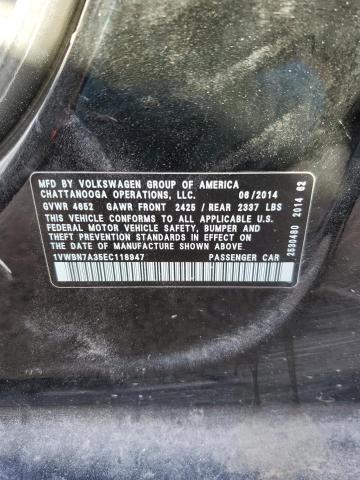 MFD BY VOLKSWAGEN GROUP OF AMERICA
CHATTANOOGA OPERATIONS, LLC. 06/2014
GVWR 4652 GAWR FRONT 2425 / REAR 2337 LBS
THIS VEHICLE CONFORMS TO ALL APPLICABLE U.S.
FEDERAL MOTOR VEHICLE SAFETY, BUMPER AND
THEFT PREVENTION STANDARDS IN EFFECT ON THE
DATE OF MANUFACTURE SHOWN ABOVE.
1VWBN7A35EC118947 PASSENGER CAR
2530480 2014 62